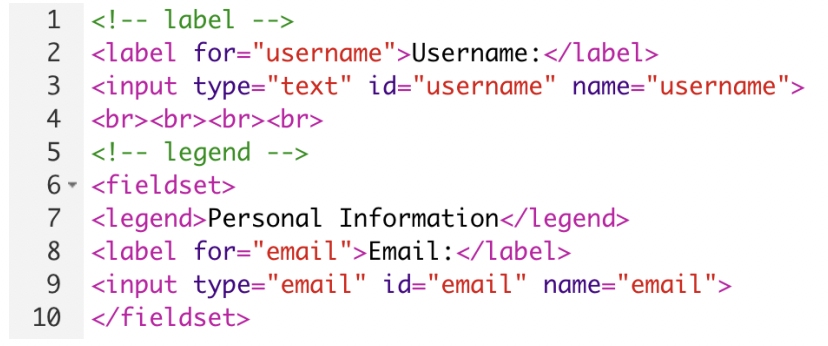 1 <!-- label -->
2 <label for="username">Username:</label>
3 <input type="text" id="username" name="username">
4 <br><br><br><br>
5 <!-- legend -->
6 <fieldset>
7 <legend>Personal Information</legend>
8 <label for="email">Email:</label>
9 <input type="email" id="email" name="email">
10 </fieldset>